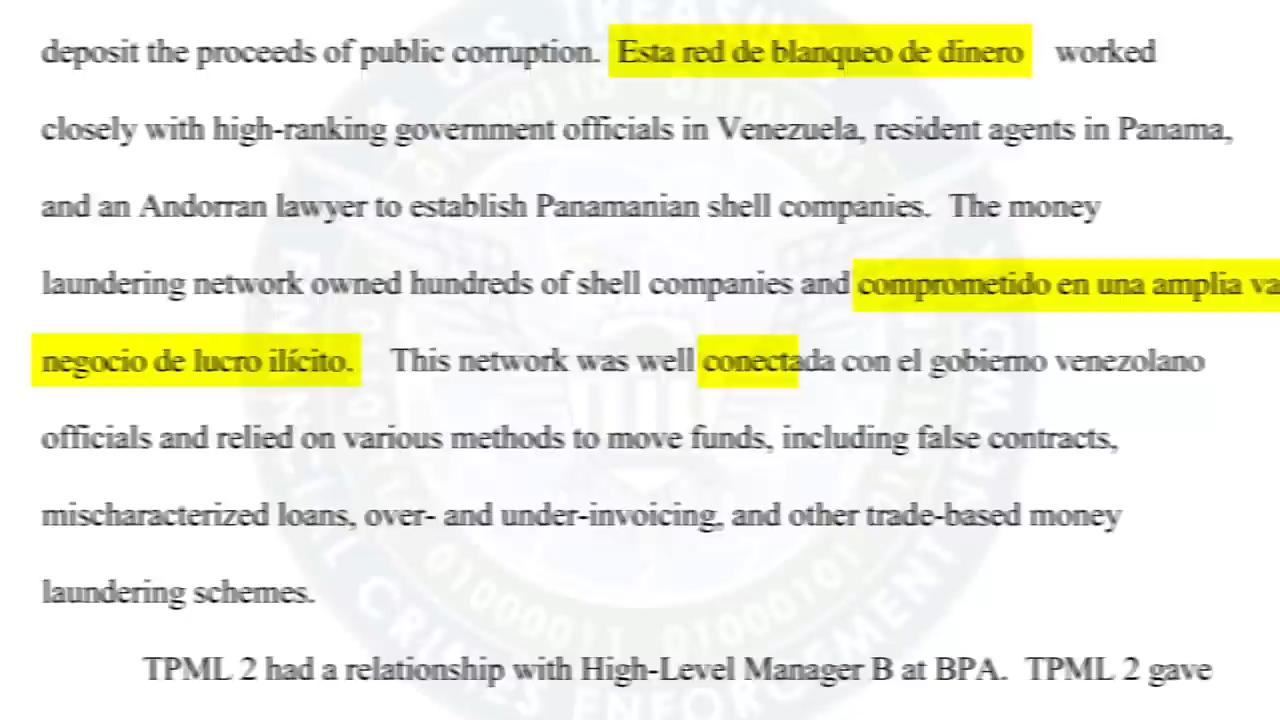 deposit the proceeds of public corruption. Esta red de blanqueo de dinero worked
closely with high-ranking government officials in Venezuela, resident agents in Panama,
and an Andorran lawyer to establish Panamanian shell companies. The money
laundering network owned hundreds of shell companies and comprometido en una amplia va
negocio de lucro ilícito. This network was well conectada con el gobierno venezolano
officials and relied on various methods to move funds, including false contracts,
mischaracterized loans, over- and under-invoicing, and other trade-based money
laundering schemes.
TPML 2 had a relationship with High-Level Manager B at BPA. TPML 2 gave